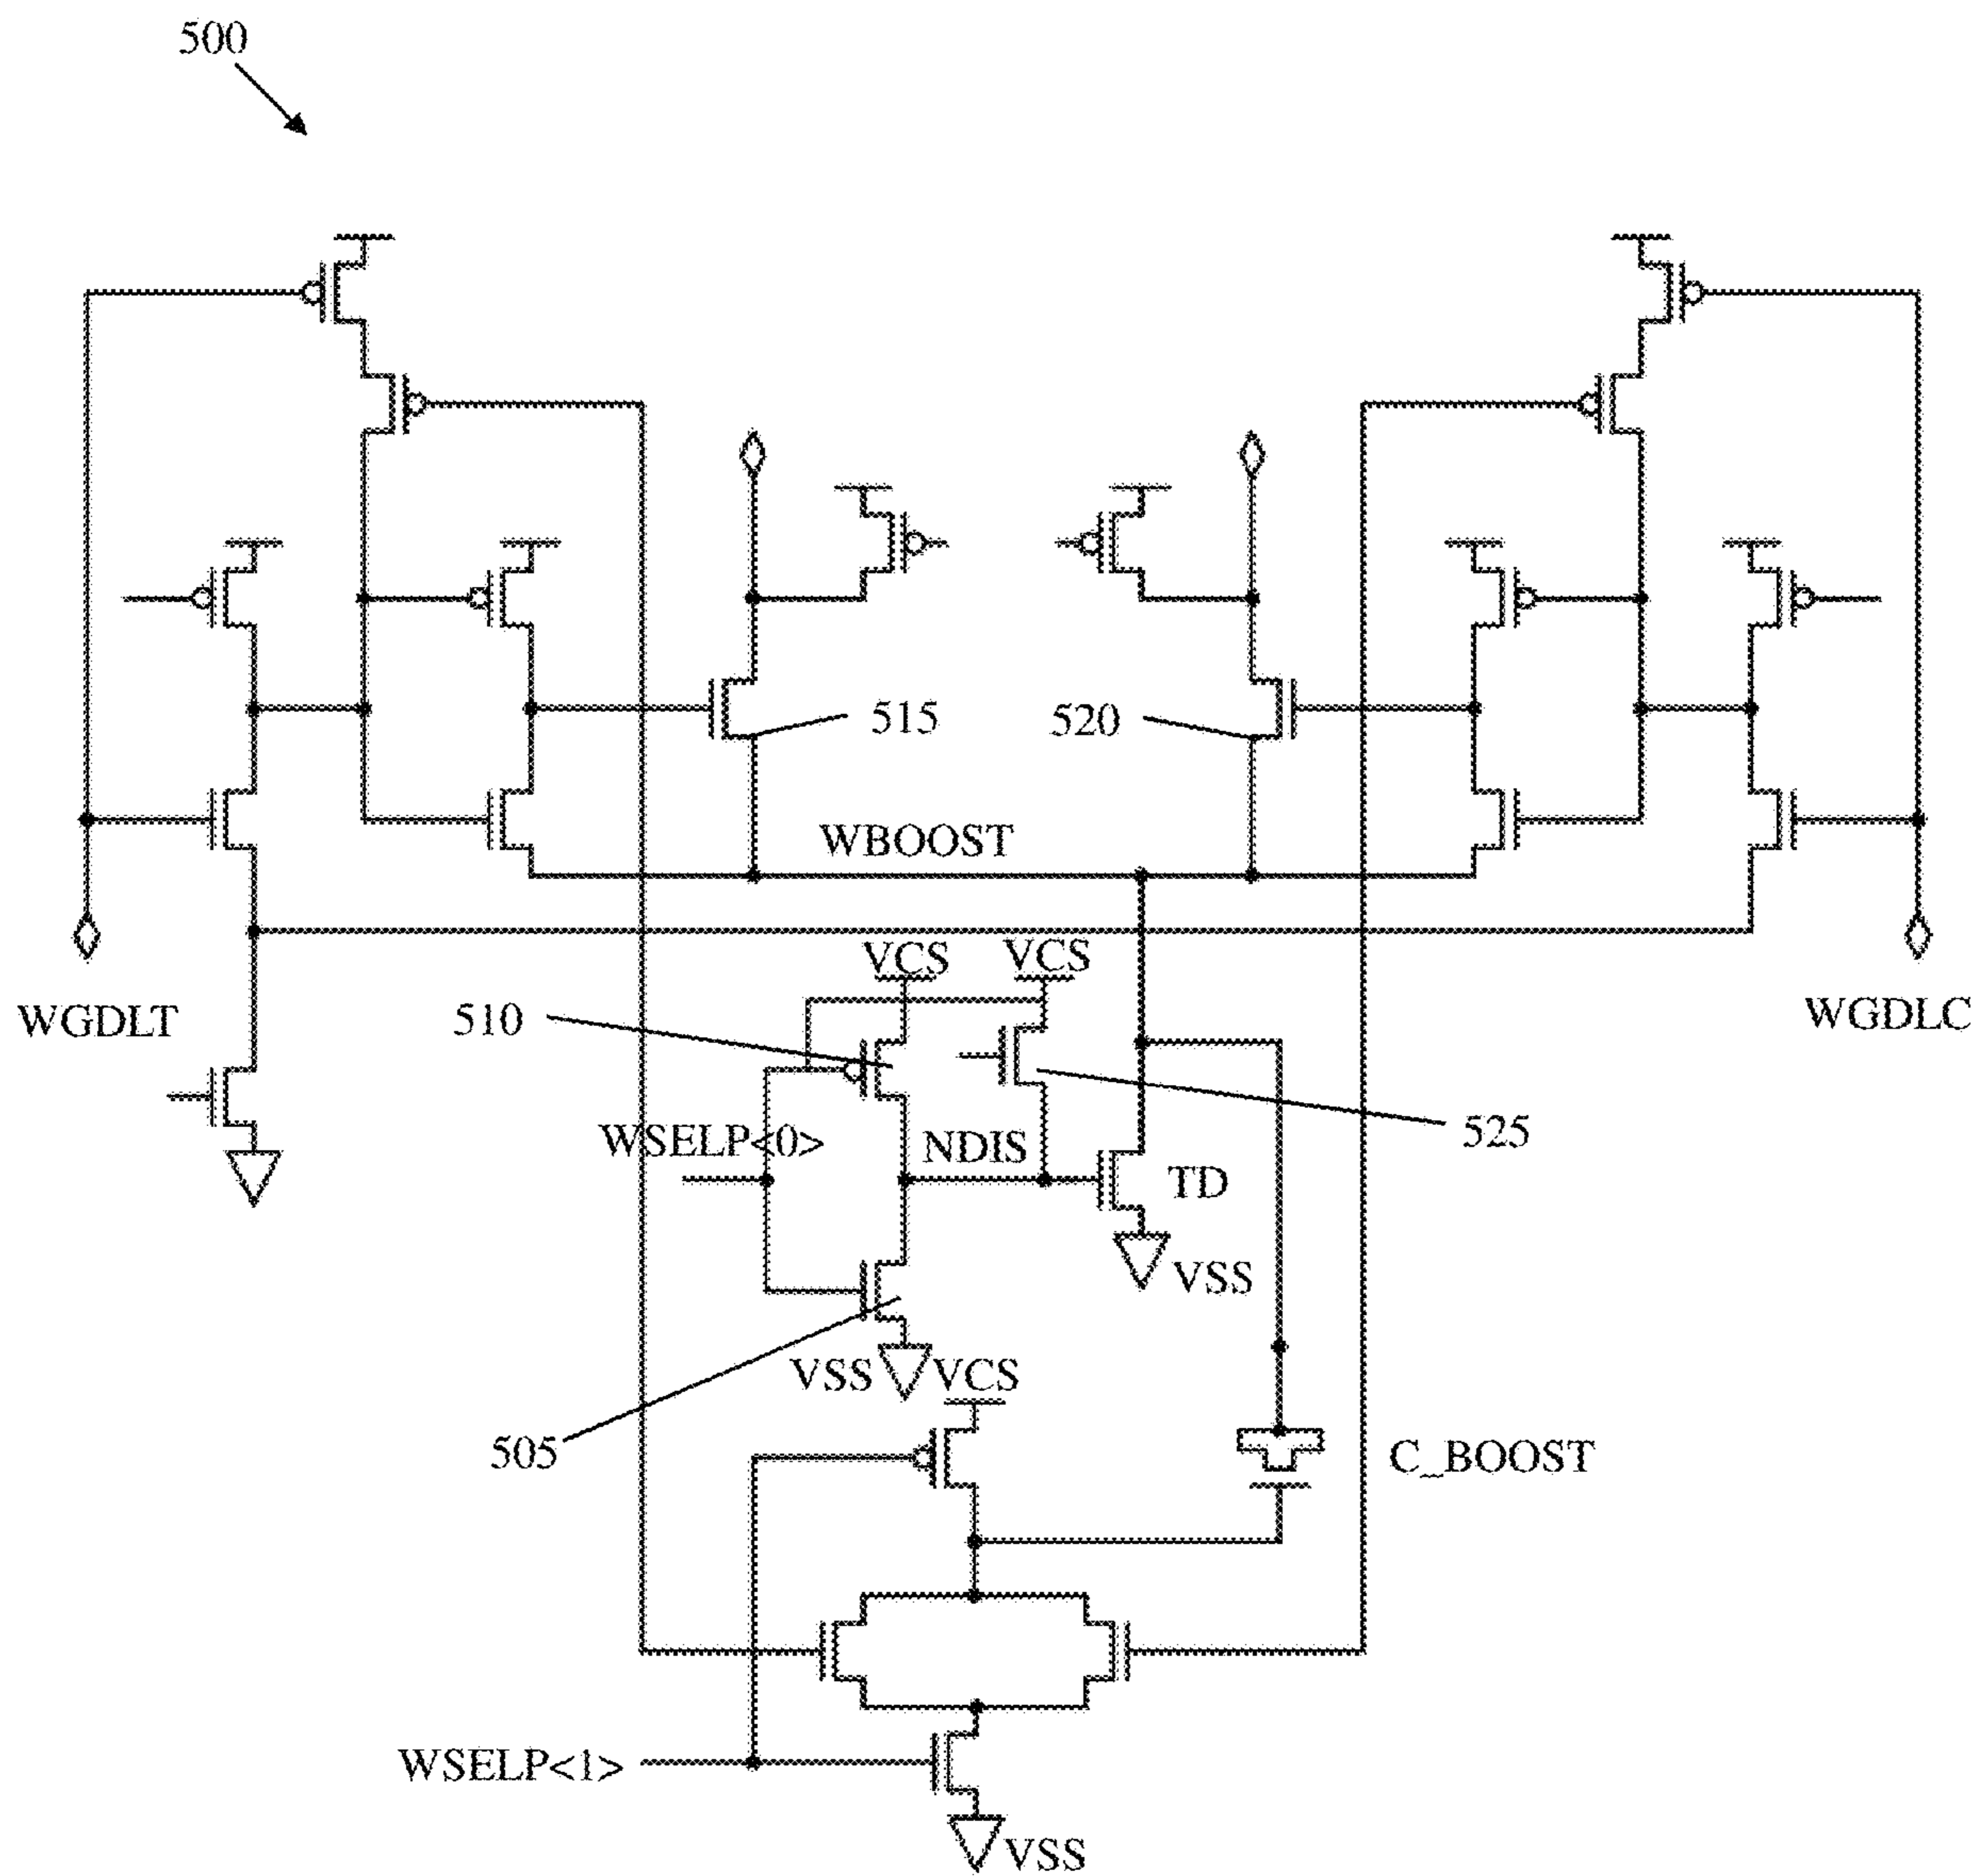 500
515
520
WBOOST
VCS
VCS
WGDLT
510
WGDLC
WSELP<0>
NDIS
525
TD
VSS
VSS
VCS
505
C_BOOST
WSELP<1>
VSS